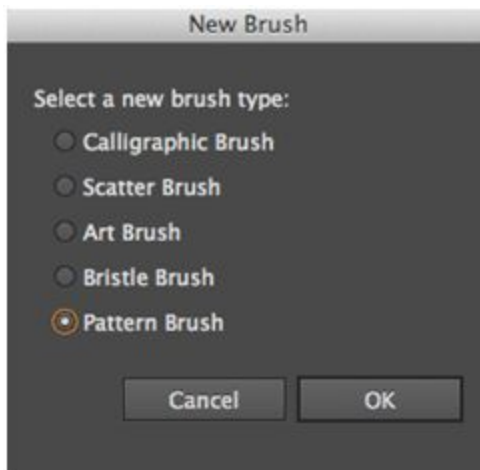 New Brush
Select a new brush type:
Calligraphic Brush
Scatter Brush
Art Brush
Bristle Brush
Pattern Brush
Cancel OK